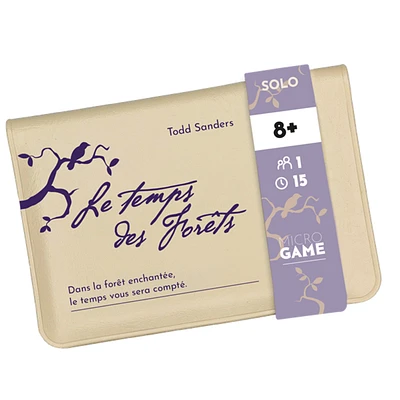 Todd Sanders
Le temps
des Forêts
Dans la forêt enchantée,
le temps vous sera compté.
SOLO
8+
1
15
MICRO
GAME